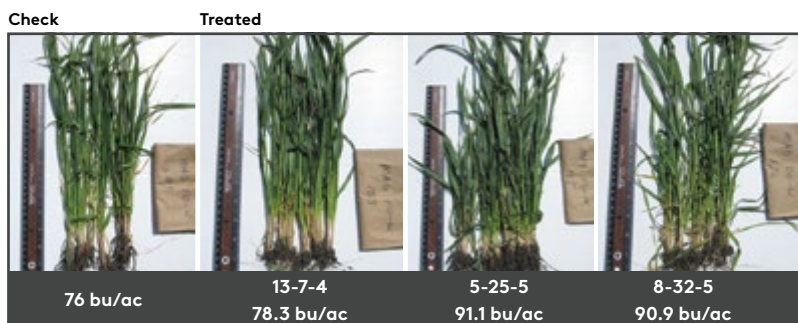 Check
Treated
76 bu/ac
13-7-4
78.3 bu/ac
5-25-5
91.1 bu/ac
8-32-5
90.9 bu/ac